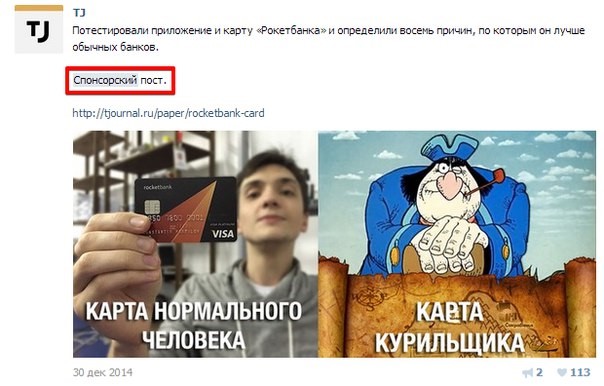 TJ
TJ
Потестировали приложение и карту «Рокетбанка» и определили восемь причин, по которым он лучше
обычных банков.
Спонсорский пост.
http://tjournal.ru/paper/rocketbank-card
rocketbank
VISA
КАРТА НОРМАЛЬНОГО
ЧЕЛОВЕКА
КАРТА
КУРИЛЬЩИКА
30 дек 2014
2
113